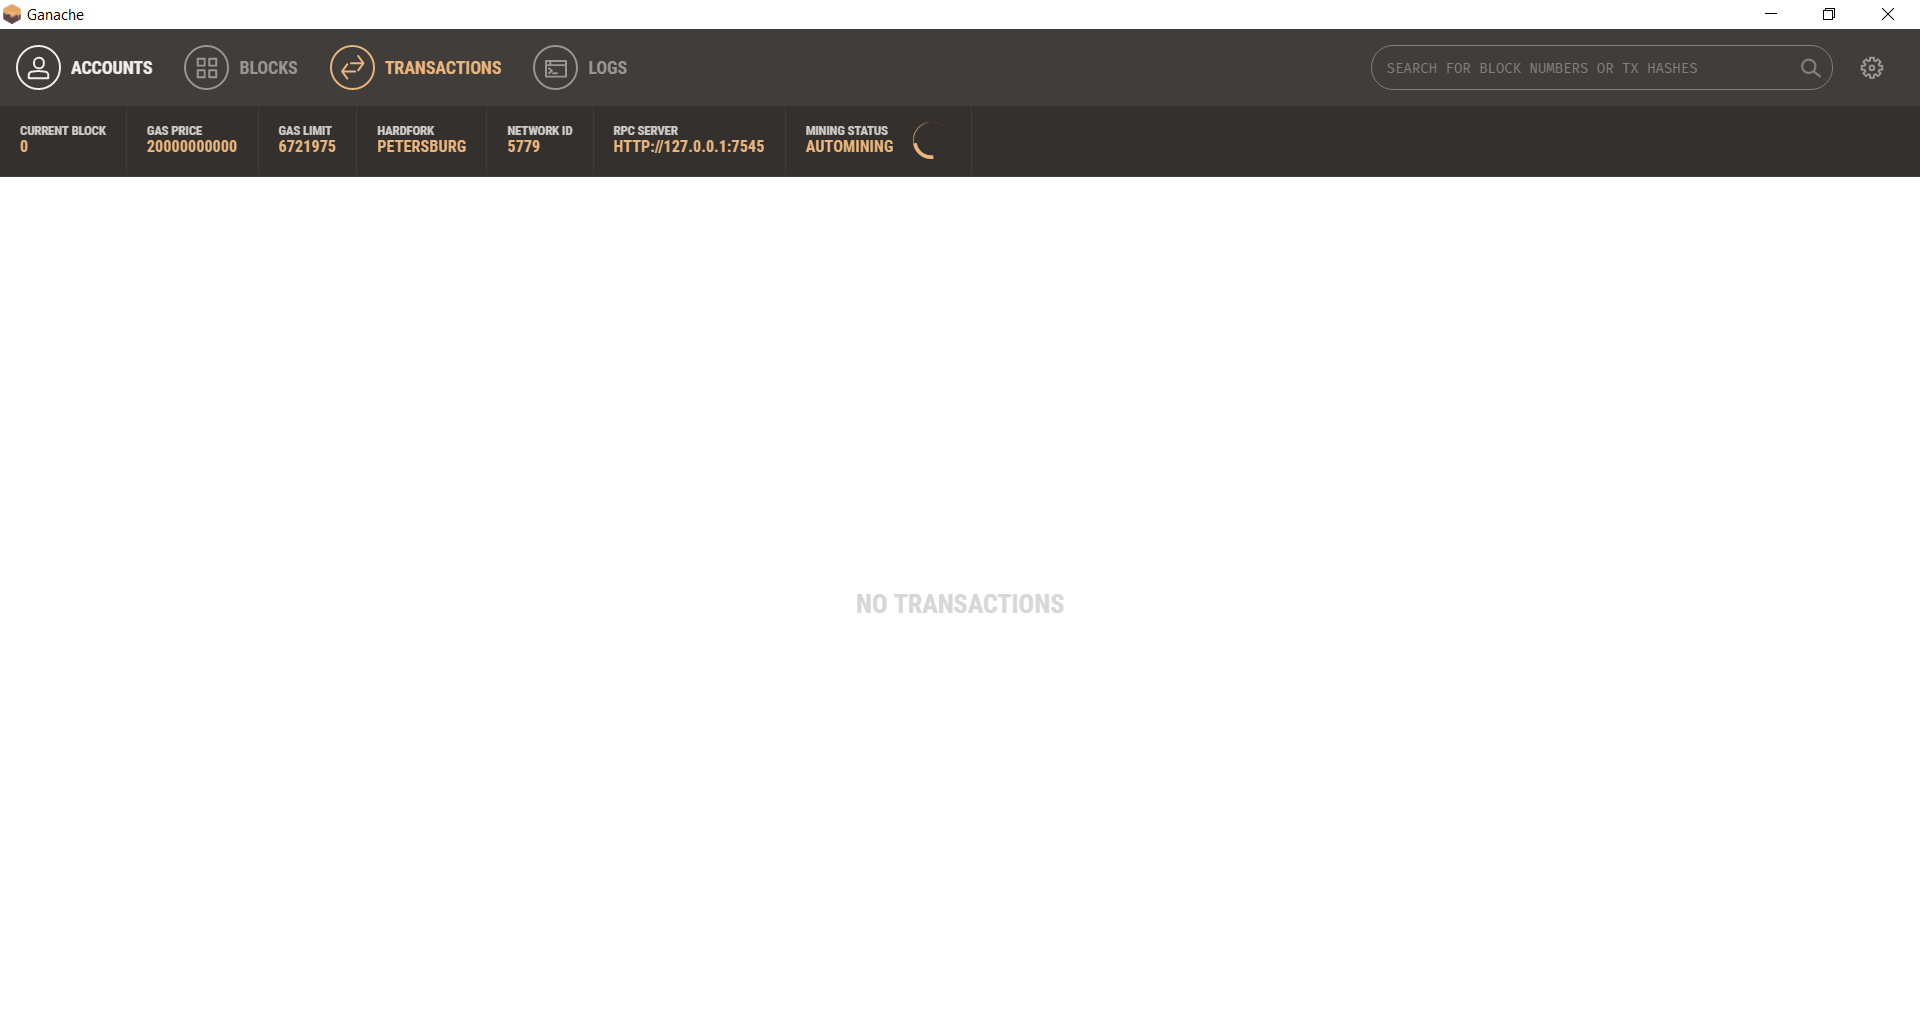 Ganache
ACCOUNTS BLOCKS TRANSACTIONS LOGS SEARCH FOR BLOCK NUMBERS OR TX HASHES
CURRENT BLOCK GAS PRICE GAS LIMIT HARDFORK NETWORK ID RPC SERVER MINING STATUS
0 20000000000 6721975 PETERSBURG 5779 HTTP://127.0.0.1:7545 AUTOMINING
NO TRANSACTIONS